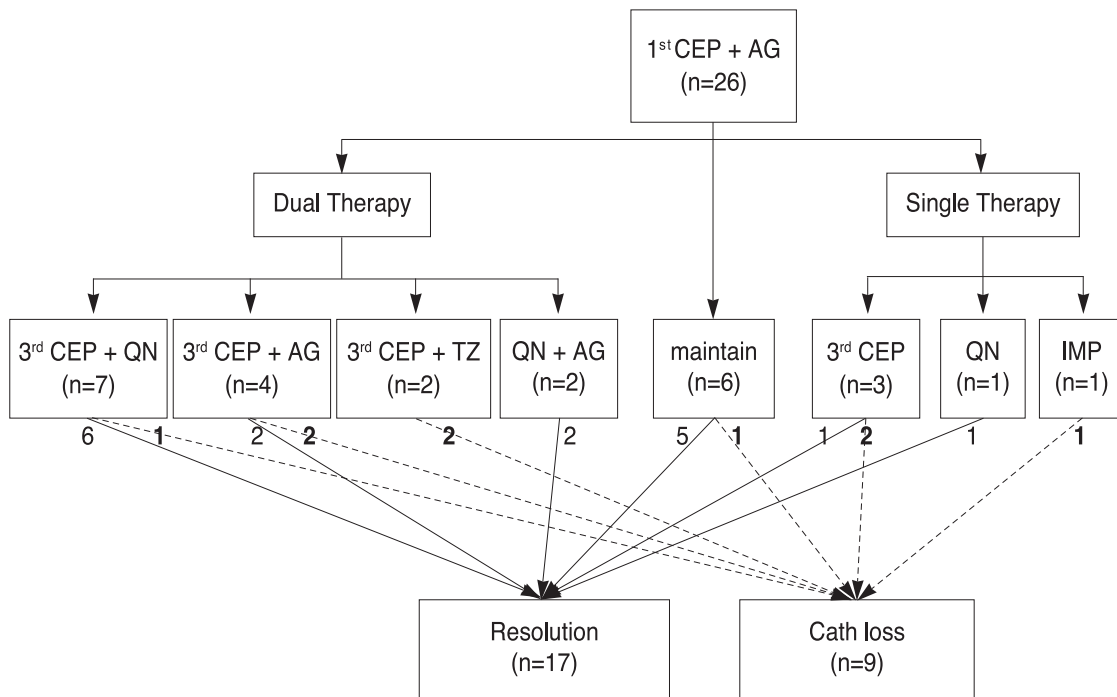 1st CEP + AG
(n=26)
Dual Therapy
Single Therapy
3rd CEP + QN
(n=7)
3rd CEP + AG
(n=4)
3rd CEP + TZ
(n=2)
QN + AG
(n=2)
maintain
(n=6)
3rd CEP
(n=3)
QN
(n=1)
IMP
(n=1)
6 1 2 2 2 2 5 1 1 2 1 1
Resolution
(n=17)
Cath loss
(n=9)